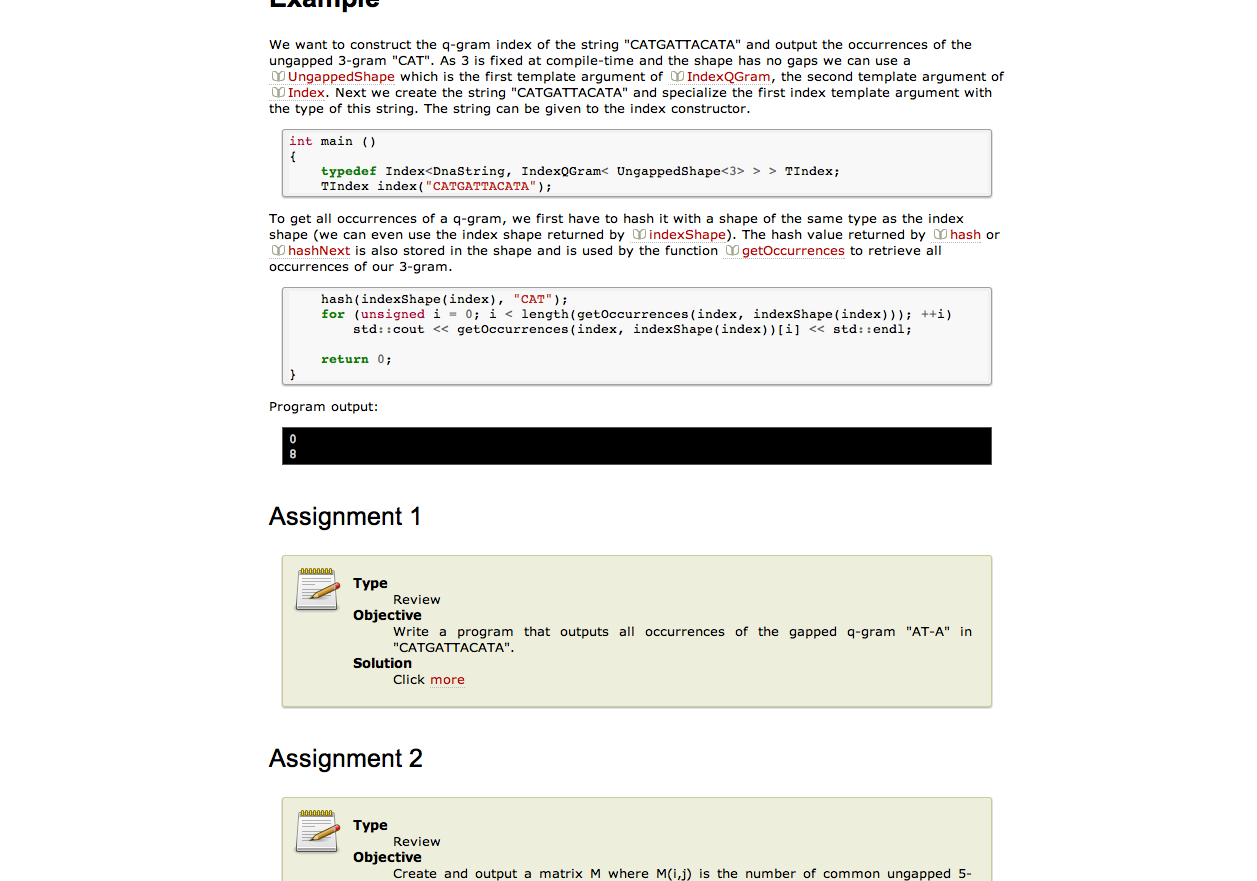 Example
We want to construct the q-gram index of the string "CATGATTACATA" and output the occurrences of the
ungapped 3-gram "CAT". As 3 is fixed at compile-time and the shape has no gaps we can use a
UngappedShape which is the first template argument of IndexQGram, the second template argument of
Index. Next we create the string "CATGATTACATA" and specialize the first index template argument with
the type of this string. The string can be given to the index constructor.
int main ()
{
    typedef Index<DnaString, IndexQGram< UngappedShape<3> > > TIndex;
    TIndex index("CATGATTACATA");
To get all occurrences of a q-gram, we first have to hash it with a shape of the same type as the index
shape (we can even use the index shape returned by indexShape). The hash value returned by hash or
hashNext is also stored in the shape and is used by the function getOccurrences to retrieve all
occurrences of our 3-gram.
    hash(indexShape(index), "CAT");
    for (unsigned i = 0; i < length(getOccurrences(index, indexShape(index))); ++i)
        std::cout << getOccurrences(index, indexShape(index))[i] << std::endl;
    return 0;
}
Program output:
0
8
Assignment 1
Type
Review
Objective
Write a program that outputs all occurrences of the gapped q-gram "AT-A" in
"CATGATTACATA".
Solution
Click more
Assignment 2
Type
Review
Objective
Create and output a matrix M where M(i,j) is the number of common ungapped 5-